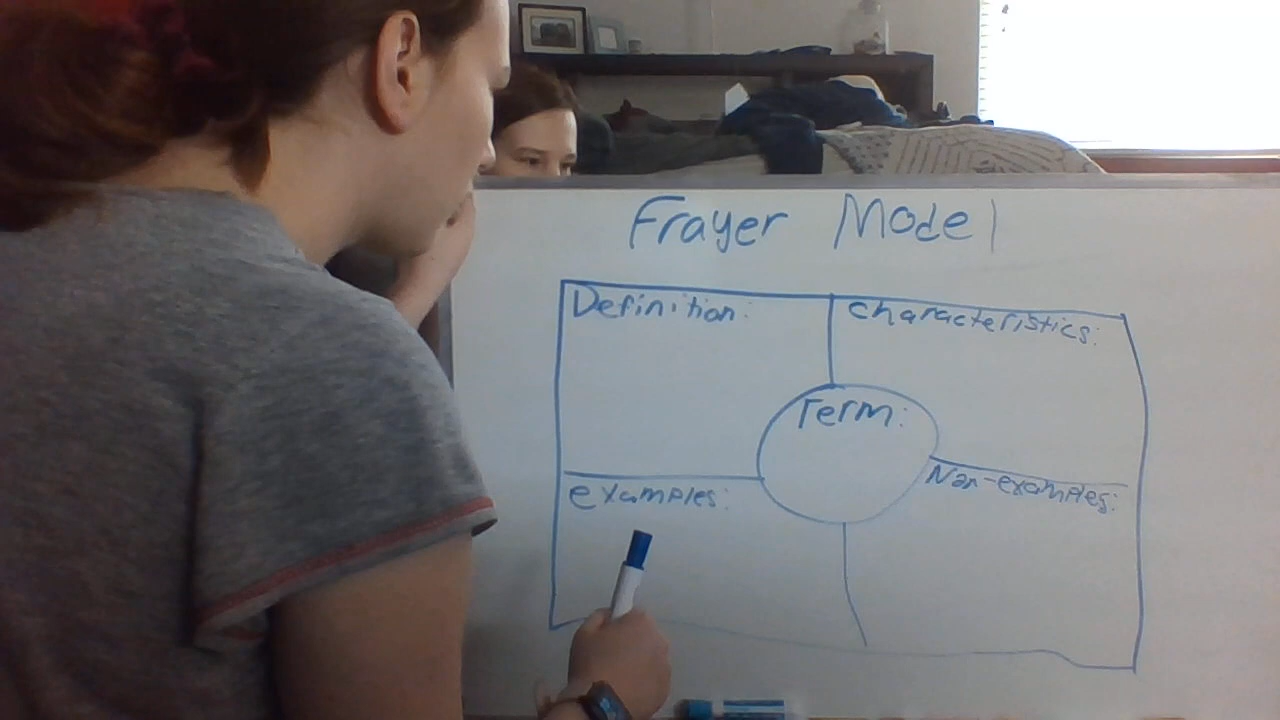 Frayer Model
Definition:
characteristics:
Term:
examples:
Non-examples: